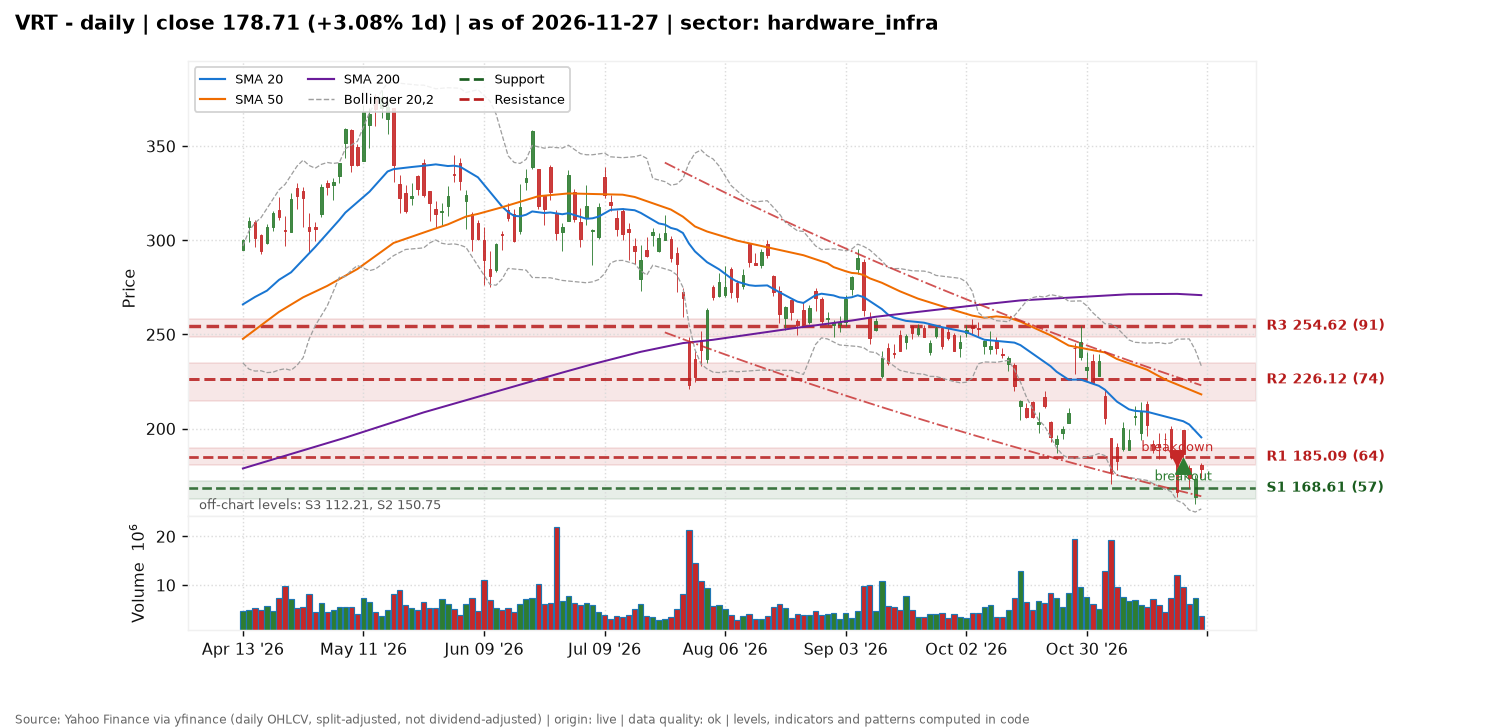 VRT - daily | close 178.71 (+3.08% 1d) | as of 2026-11-27 | sector: hardware_infra
SMA 20
SMA 50
SMA 200
Bollinger 20,2
Support
Resistance
Price
350
300
250
200
R3 254.62 (91)
R2 226.12 (74)
R1 185.09 (64)
S1 168.61 (57)
breakdown
breakout
off-chart levels: S3 112.21, S2 150.75
Volume 10⁶
20
10
Apr 13 '26
May 11 '26
Jun 09 '26
Jul 09 '26
Aug 06 '26
Sep 03 '26
Oct 02 '26
Oct 30 '26
Source: Yahoo Finance via yfinance (daily OHLCV, split-adjusted, not dividend-adjusted) | origin: live | data quality: ok | levels, indicators and patterns computed in code